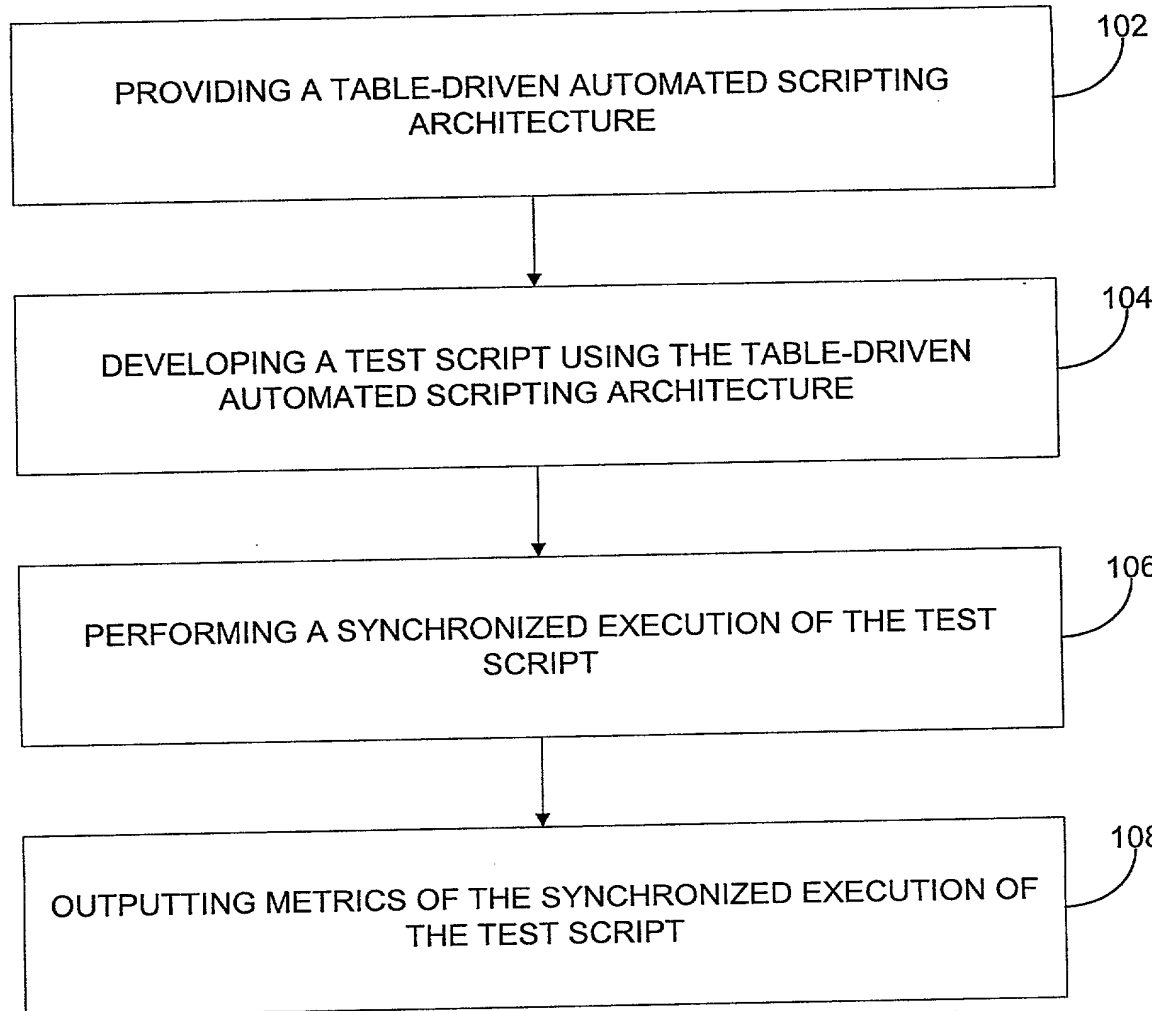 102
PROVIDING A TABLE-DRIVEN AUTOMATED SCRIPTING
ARCHITECTURE
104
DEVELOPING A TEST SCRIPT USING THE TABLE-DRIVEN
AUTOMATED SCRIPTING ARCHITECTURE
106
PERFORMING A SYNCHRONIZED EXECUTION OF THE TEST
SCRIPT
108
OUTPUTTING METRICS OF THE SYNCHRONIZED EXECUTION OF
THE TEST SCRIPT